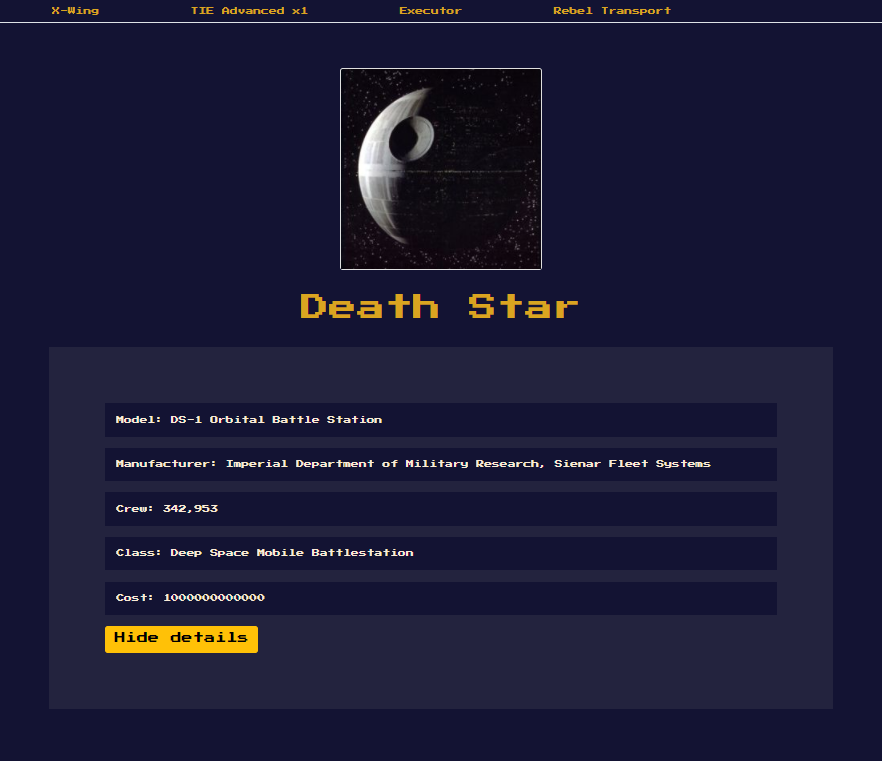 X-Wing TIE Advanced x1 Executor Rebel Transport
Death Star
Model: DS-1 Orbital Battle Station
Manufacturer: Imperial Department of Military Research, Sienar Fleet Systems
Crew: 342,953
Class: Deep Space Mobile Battlestation
Cost: 1000000000000
Hide details